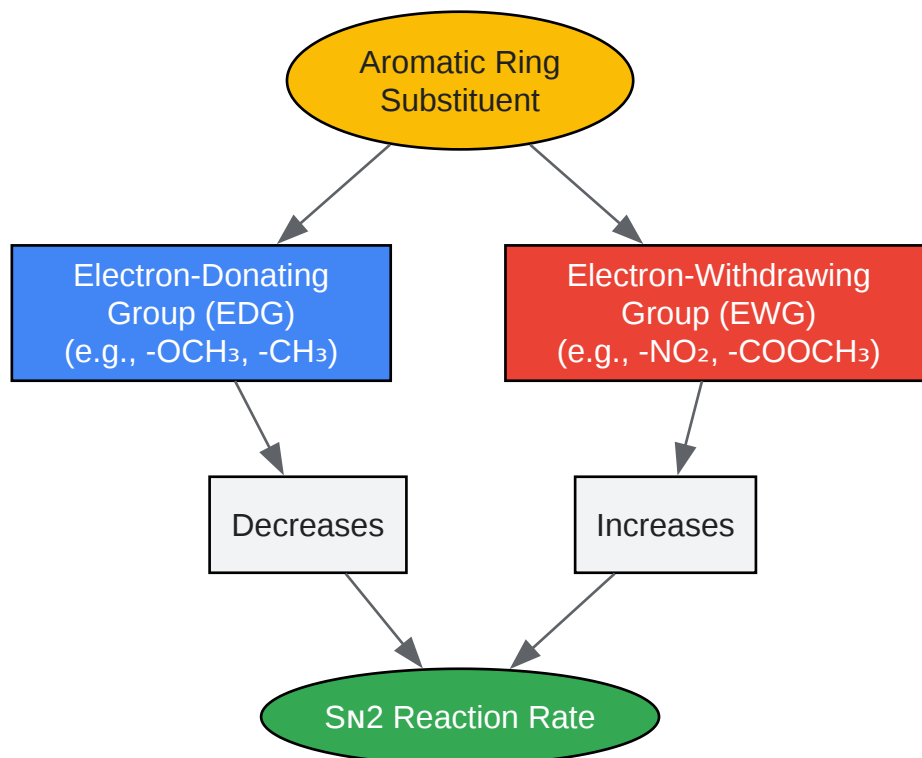 Aromatic Ring
Substituent
Electron-Donating
Group (EDG)
(e.g., -OCH₃, -CH₃)
Electron-Withdrawing
Group (EWG)
(e.g., -NO₂, -COOCH₃)
Decreases
Increases
Sɴ2 Reaction Rate